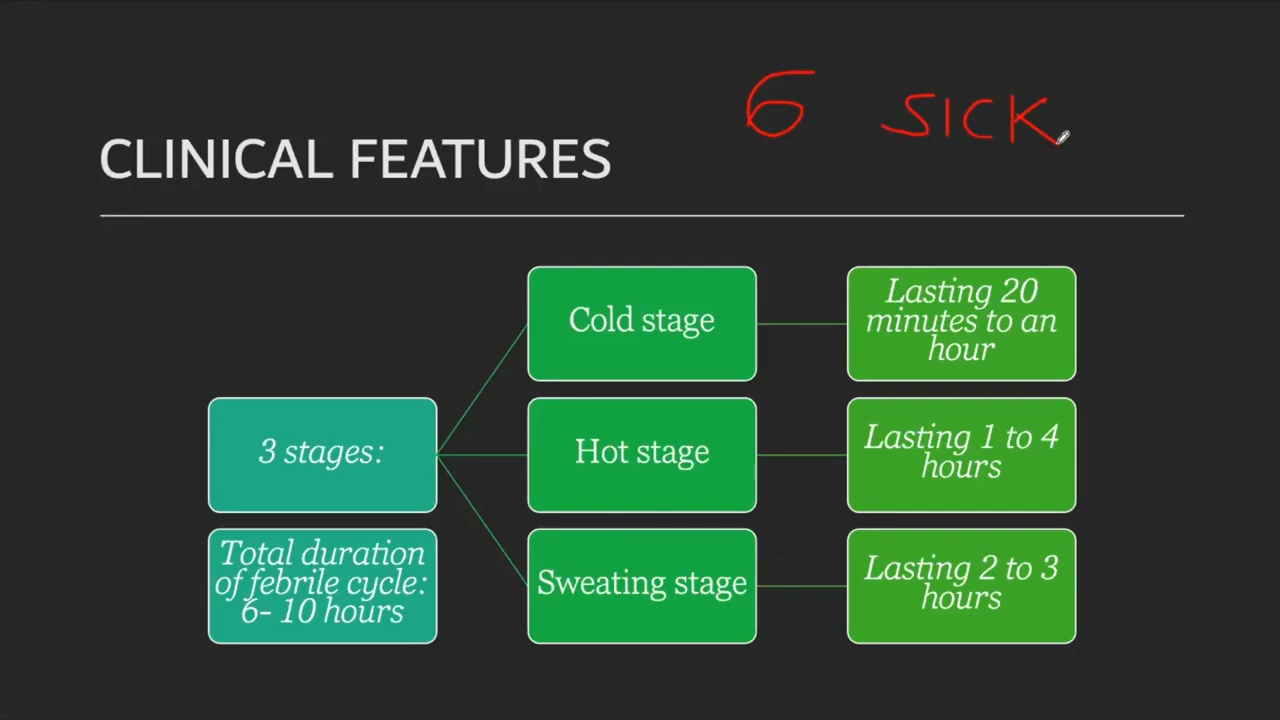 6 SICK
CLINICAL FEATURES
3 stages:
Total duration
of febrile cycle:
6- 10 hours
Cold stage
Lasting 20
minutes to an
hour
Hot stage
Lasting 1 to 4
hours
Sweating stage
Lasting 2 to 3
hours